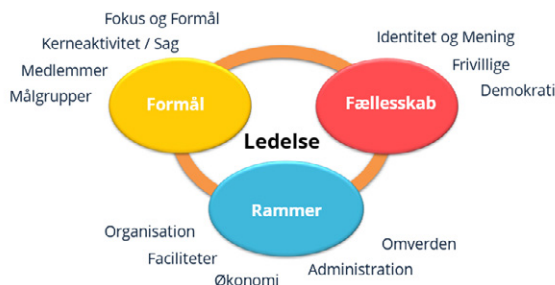 Fokus og Formål
Kerneaktivitet / Sag
Medlemmer
Målgrupper
Formål
Identitet og Mening
Frivillige
Demokrati
Fællesskab
Ledelse
Rammer
Organisation
Faciliteter
Økonomi
Administration
Omverden